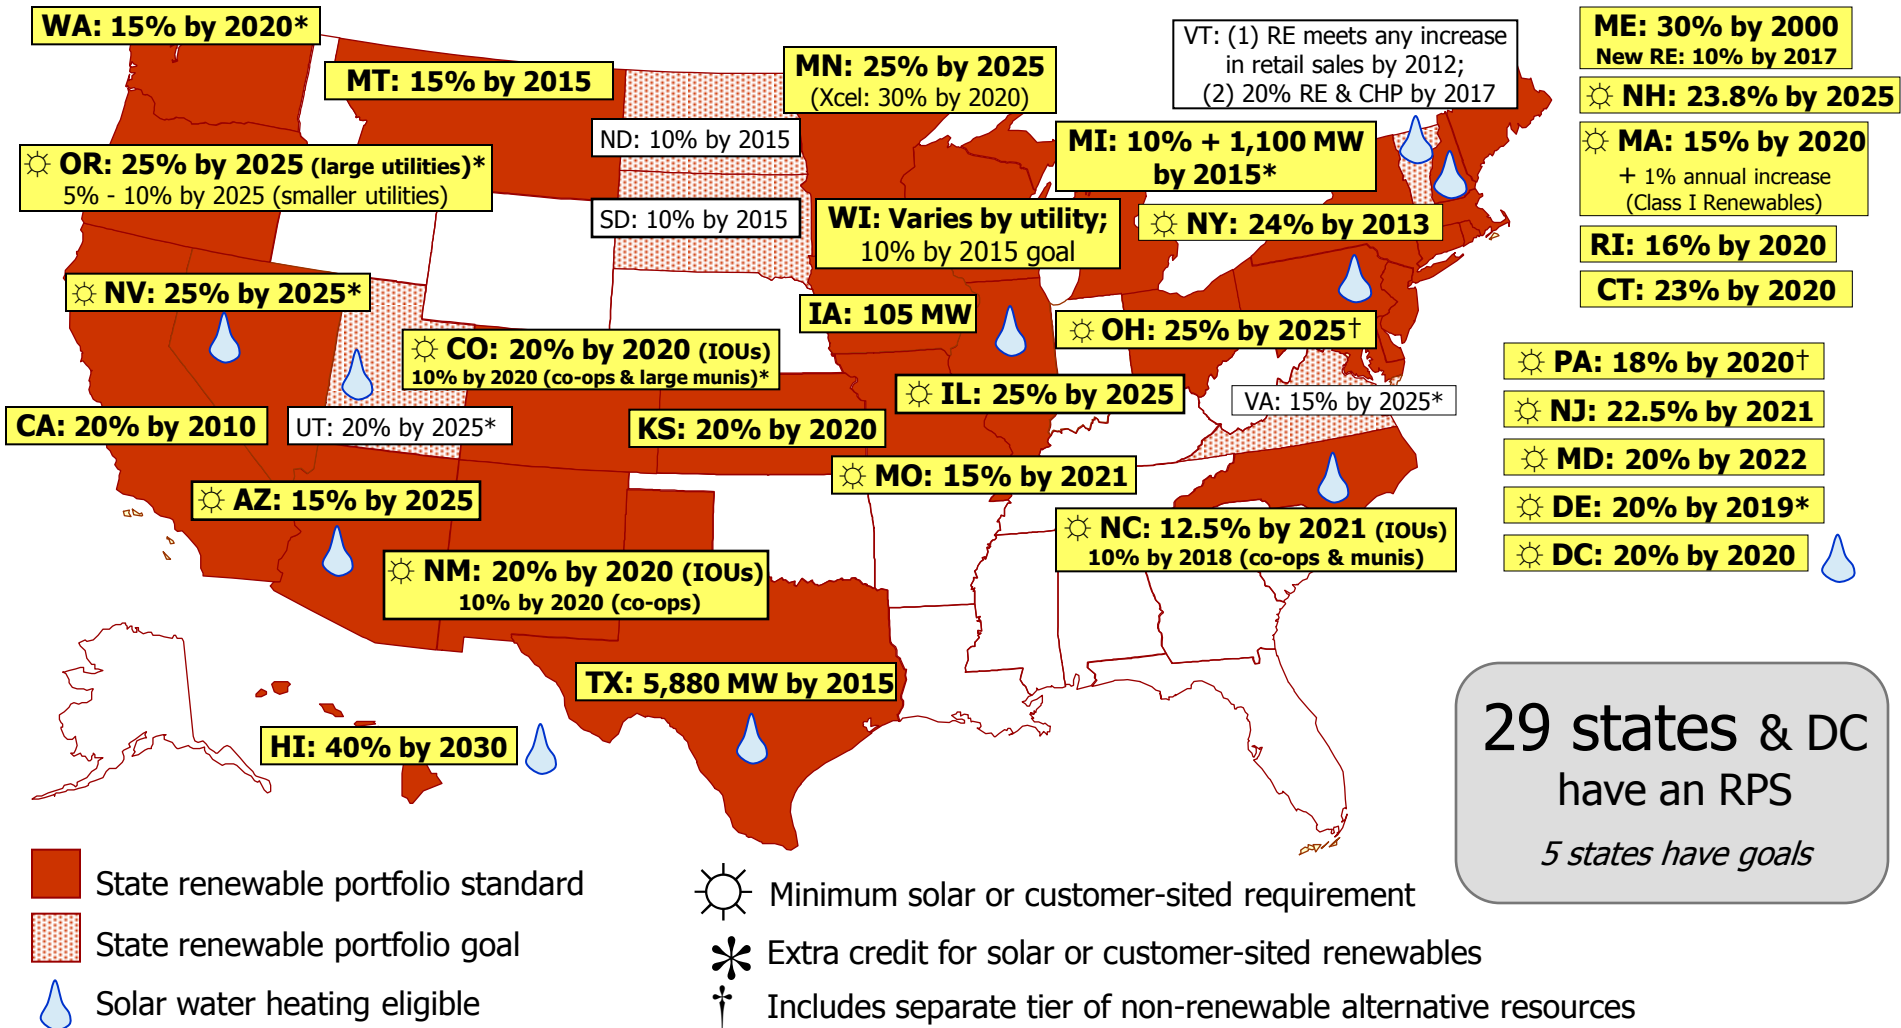 WA: 15% by 2020*
MT: 15% by 2015
MN: 25% by 2025
(Xcel: 30% by 2020)
VT: (1) RE meets any increase
in retail sales by 2012;
(2) 20% RE & CHP by 2017
ME: 30% by 2000
New RE: 10% by 2017
☼ NH: 23.8% by 2025
☼ MA: 15% by 2020
+ 1% annual increase
(Class I Renewables)
RI: 16% by 2020
CT: 23% by 2020
ND: 10% by 2015
SD: 10% by 2015
☼ OR: 25% by 2025 (large utilities)*
5% - 10% by 2025 (smaller utilities)
MI: 10% + 1,100 MW
by 2015*
WI: Varies by utility;
10% by 2015 goal
☼ NY: 24% by 2013
☼ NV: 25% by 2025*
IA: 105 MW
☼ OH: 25% by 2025†
☼ CO: 20% by 2020 (IOUs)
10% by 2020 (co-ops & large munis)*
☼ IL: 25% by 2025
VA: 15% by 2025*
CA: 20% by 2010
UT: 20% by 2025*
KS: 20% by 2020
☼ MO: 15% by 2021
☼ AZ: 15% by 2025
☼ NC: 12.5% by 2021 (IOUs)
10% by 2018 (co-ops & munis)
☼ NM: 20% by 2020 (IOUs)
10% by 2020 (co-ops)
☼ PA: 18% by 2020†
☼ NJ: 22.5% by 2021
☼ MD: 20% by 2022
☼ DE: 20% by 2019*
☼ DC: 20% by 2020
TX: 5,880 MW by 2015
HI: 40% by 2030
29 states & DC
have an RPS
5 states have goals
State renewable portfolio standard
State renewable portfolio goal
Solar water heating eligible
☼ Minimum solar or customer-sited requirement
* Extra credit for solar or customer-sited renewables
† Includes separate tier of non-renewable alternative resources